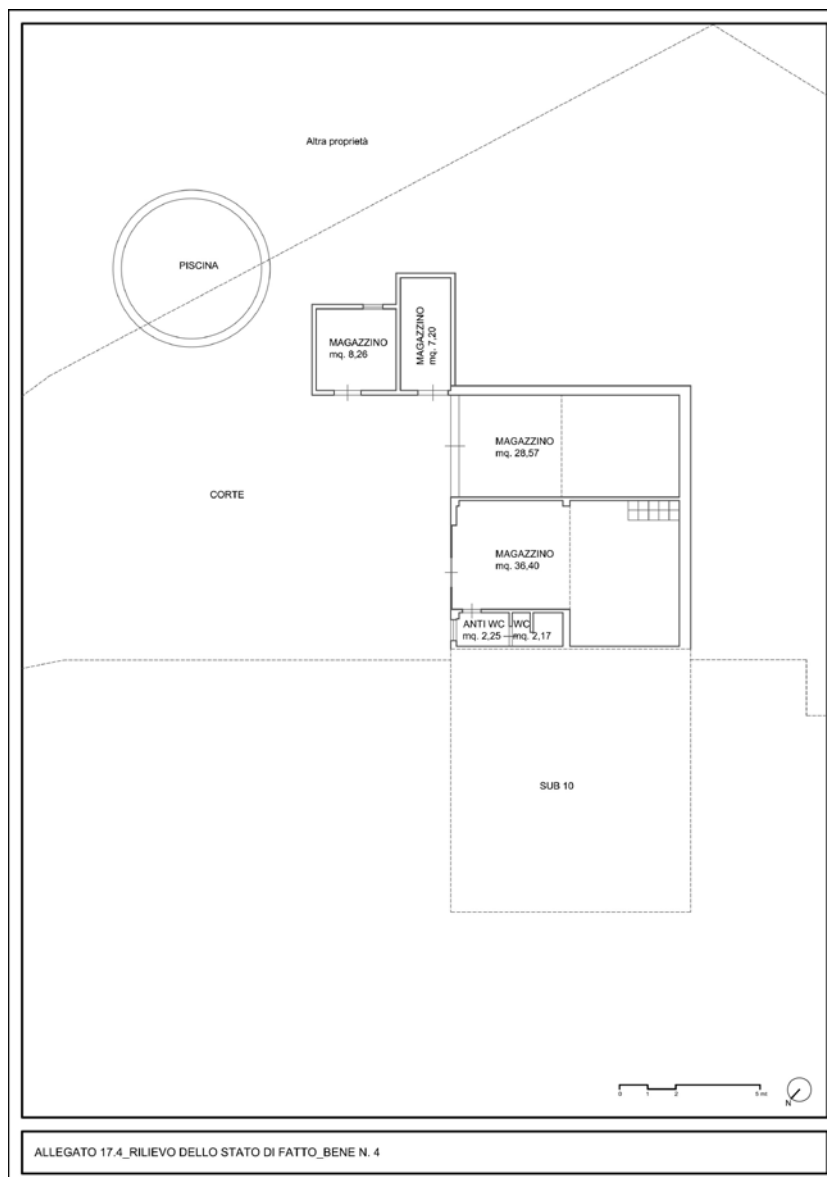 Altra proprietà
PISCINA
MAGAZZINO
mq. 8,26
MAGAZZINO
mq. 7,20
MAGAZZINO
mq. 28,57
CORTE
MAGAZZINO
mq. 36,40
ANTI WC
mq. 2,25
WC
mq. 2,17
SUB 10
0 1 2 5 mt
N
ALLEGATO 17.4_RILIEVO DELLO STATO DI FATTO_BENE N. 4